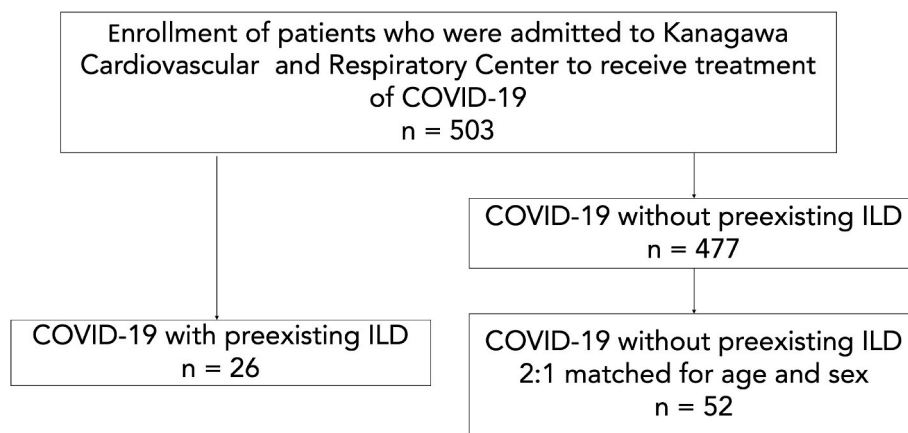 Enrollment of patients who were admitted to Kanagawa
Cardiovascular and Respiratory Center to receive treatment
of COVID-19
n = 503
COVID-19 without preexisting ILD
n = 477
COVID-19 with preexisting ILD
n = 26
COVID-19 without preexisting ILD
2:1 matched for age and sex
n = 52